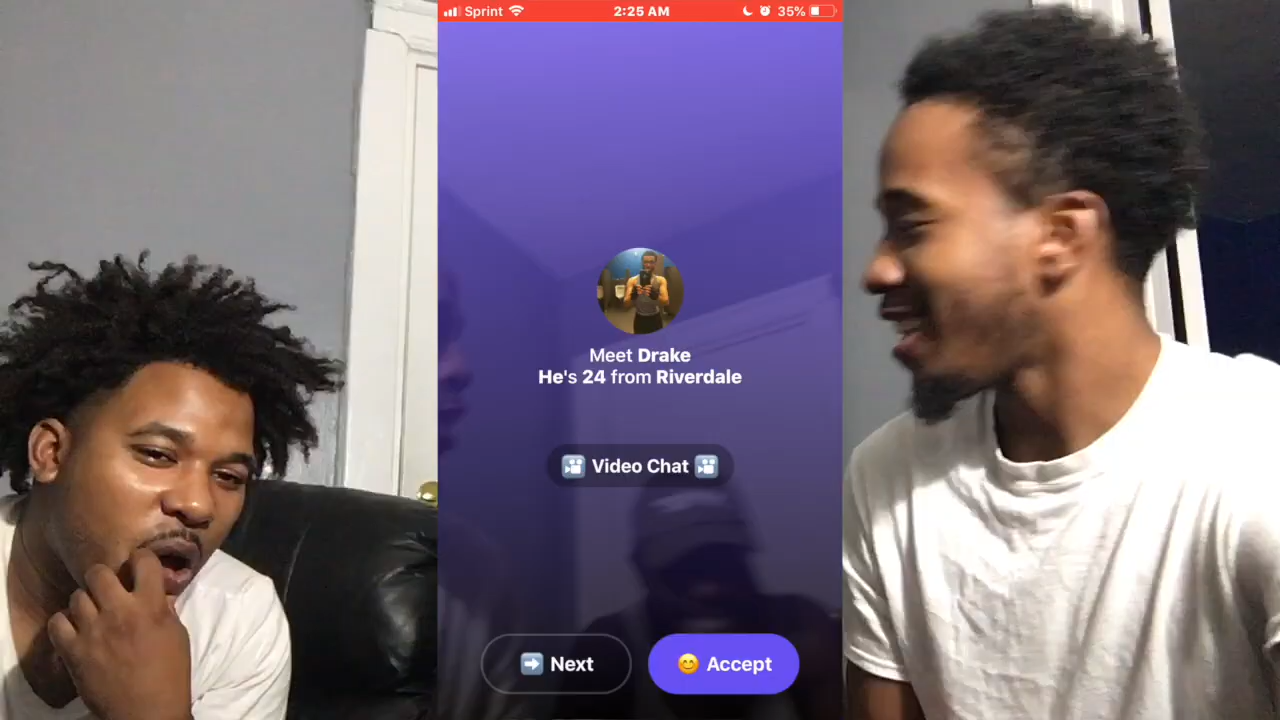 Sprint 2:25 AM 35%
Meet Drake
He's 24 from Riverdale
Video Chat
Next Accept